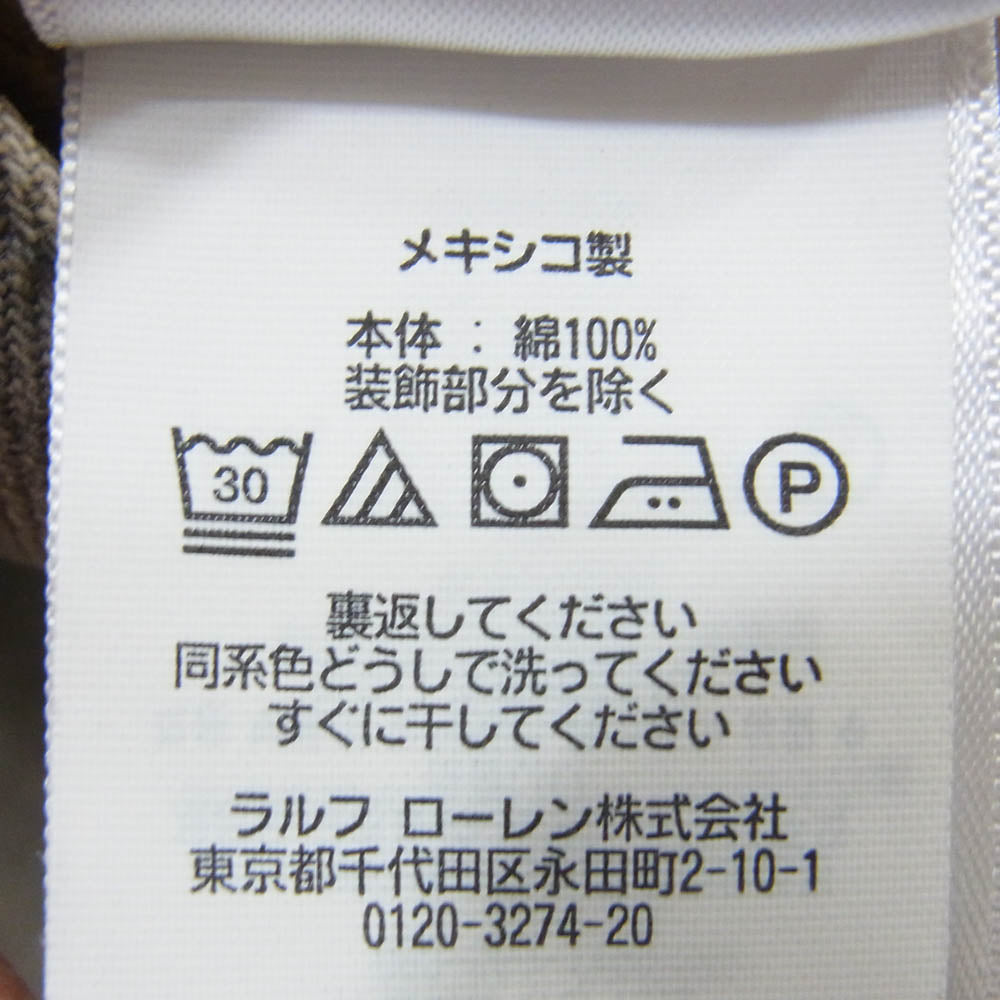 メキシコ製
本体 : 綿100%
装飾部分を除く
30 P
裏返してください
同系色どうしで洗ってください
すぐに干してください
ラルフ ローレン株式会社
東京都千代田区永田町2-10-1
0120-3274-20